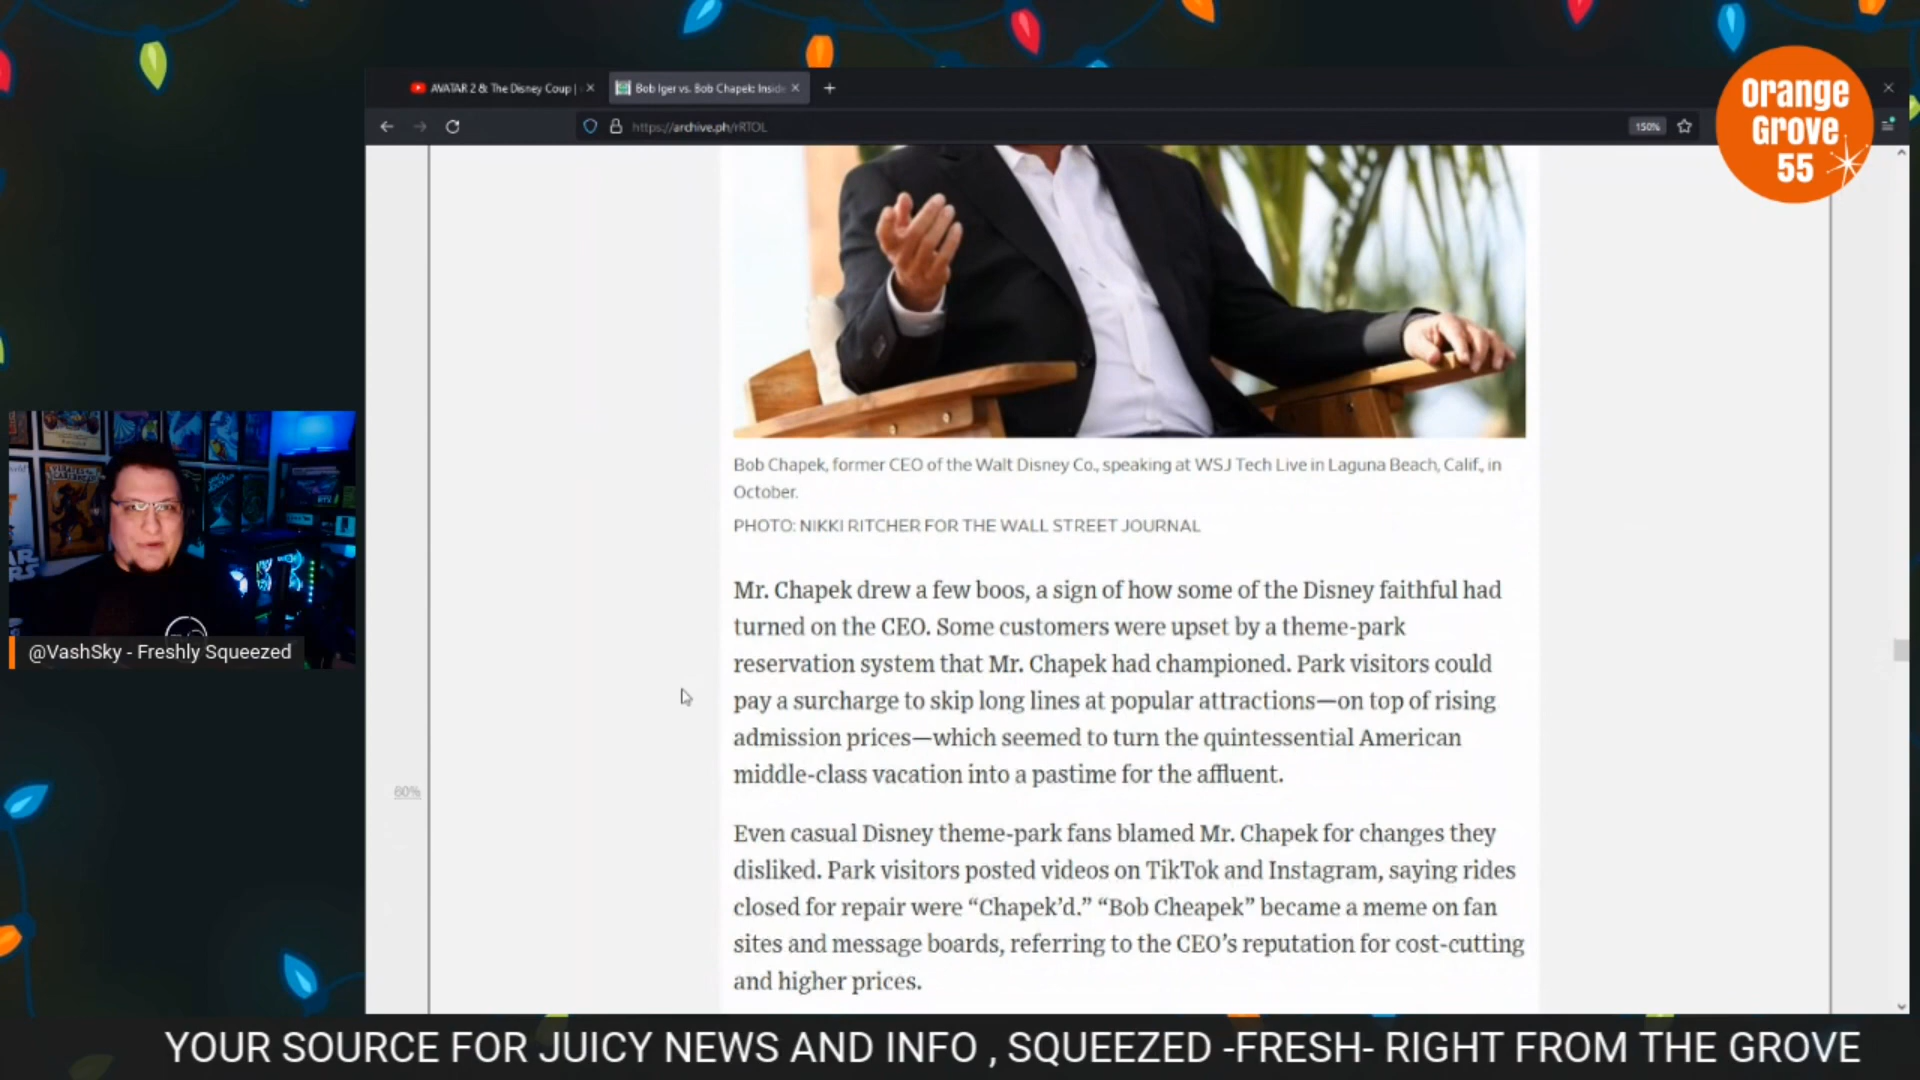 AVATAR 2 & The Disney Coup |
Bob Iger vs. Bob Chapek: Inside
https://archive.ph/rRTOL
150%
Orange
Grove
55
Bob Chapek, former CEO of the Walt Disney Co., speaking at WSJ Tech Live in Laguna Beach, Calif., in
October.
PHOTO: NIKKI RITCHER FOR THE WALL STREET JOURNAL
Mr. Chapek drew a few boos, a sign of how some of the Disney faithful had
turned on the CEO. Some customers were upset by a theme-park
reservation system that Mr. Chapek had championed. Park visitors could
pay a surcharge to skip long lines at popular attractions—on top of rising
admission prices—which seemed to turn the quintessential American
middle-class vacation into a pastime for the affluent.
60%
Even casual Disney theme-park fans blamed Mr. Chapek for changes they
disliked. Park visitors posted videos on TikTok and Instagram, saying rides
closed for repair were “Chapek’d.” “Bob Cheapek” became a meme on fan
sites and message boards, referring to the CEO’s reputation for cost-cutting
and higher prices.
@VashSky - Freshly Squeezed
YOUR SOURCE FOR JUICY NEWS AND INFO , SQUEEZED -FRESH- RIGHT FROM THE GROVE